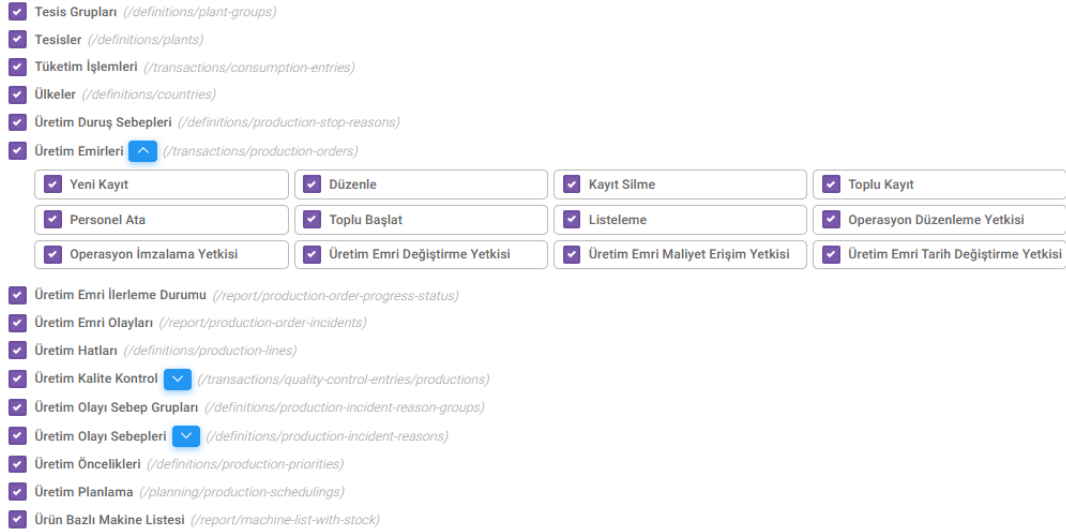 Tesis Grupları (/definitions/plant-groups)
Tesisler (/definitions/plants)
Tüketim İşlemleri (/transactions/consumption-entries)
Ülkeler (/definitions/countries)
Üretim Duruş Sebepleri (/definitions/production-stop-reasons)
Üretim Emirleri (/transactions/production-orders)
Yeni Kayıt Düzenle Kayıt Silme Toplu Kayıt
Personel Ata Toplu Başlat Listeleme Operasyon Düzenleme Yetkisi
Operasyon İmzalama Yetkisi Üretim Emri Değiştirme Yetkisi Üretim Emri Maliyet Erişim Yetkisi Üretim Emri Tarih Değiştirme Yetkisi
Üretim Emri İlerleme Durumu (/report/production-order-progress-status)
Üretim Emri Olayları (/report/production-order-incidents)
Üretim Hatları (/definitions/production-lines)
Üretim Kalite Kontrol (/transactions/quality-control-entries/productions)
Üretim Olayı Sebep Grupları (/definitions/production-incident-reason-groups)
Üretim Olayı Sebepleri (/definitions/production-incident-reasons)
Üretim Öncelikleri (/definitions/production-priorities)
Üretim Planlama (/planning/production-schedulings)
Ürün Bazlı Makine Listesi (/report/machine-list-with-stock)